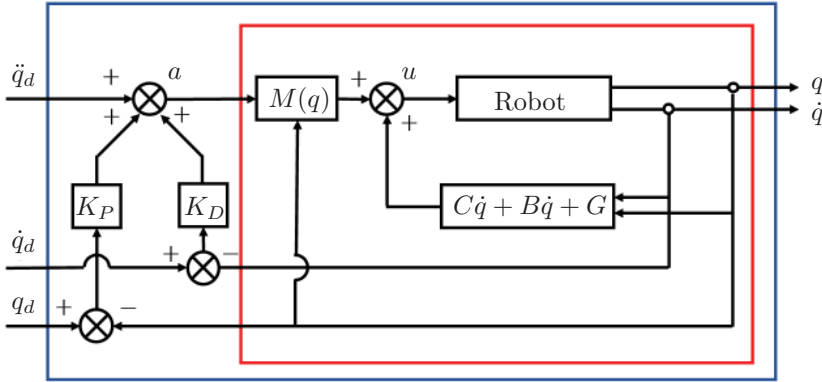 q̈_d
+
a
+
+
M(q)
+
u
+
Robot
q
q̇
K_P
K_D
Cq̇ + Bq̇ + G
q̇_d
+
−
q_d
+
−